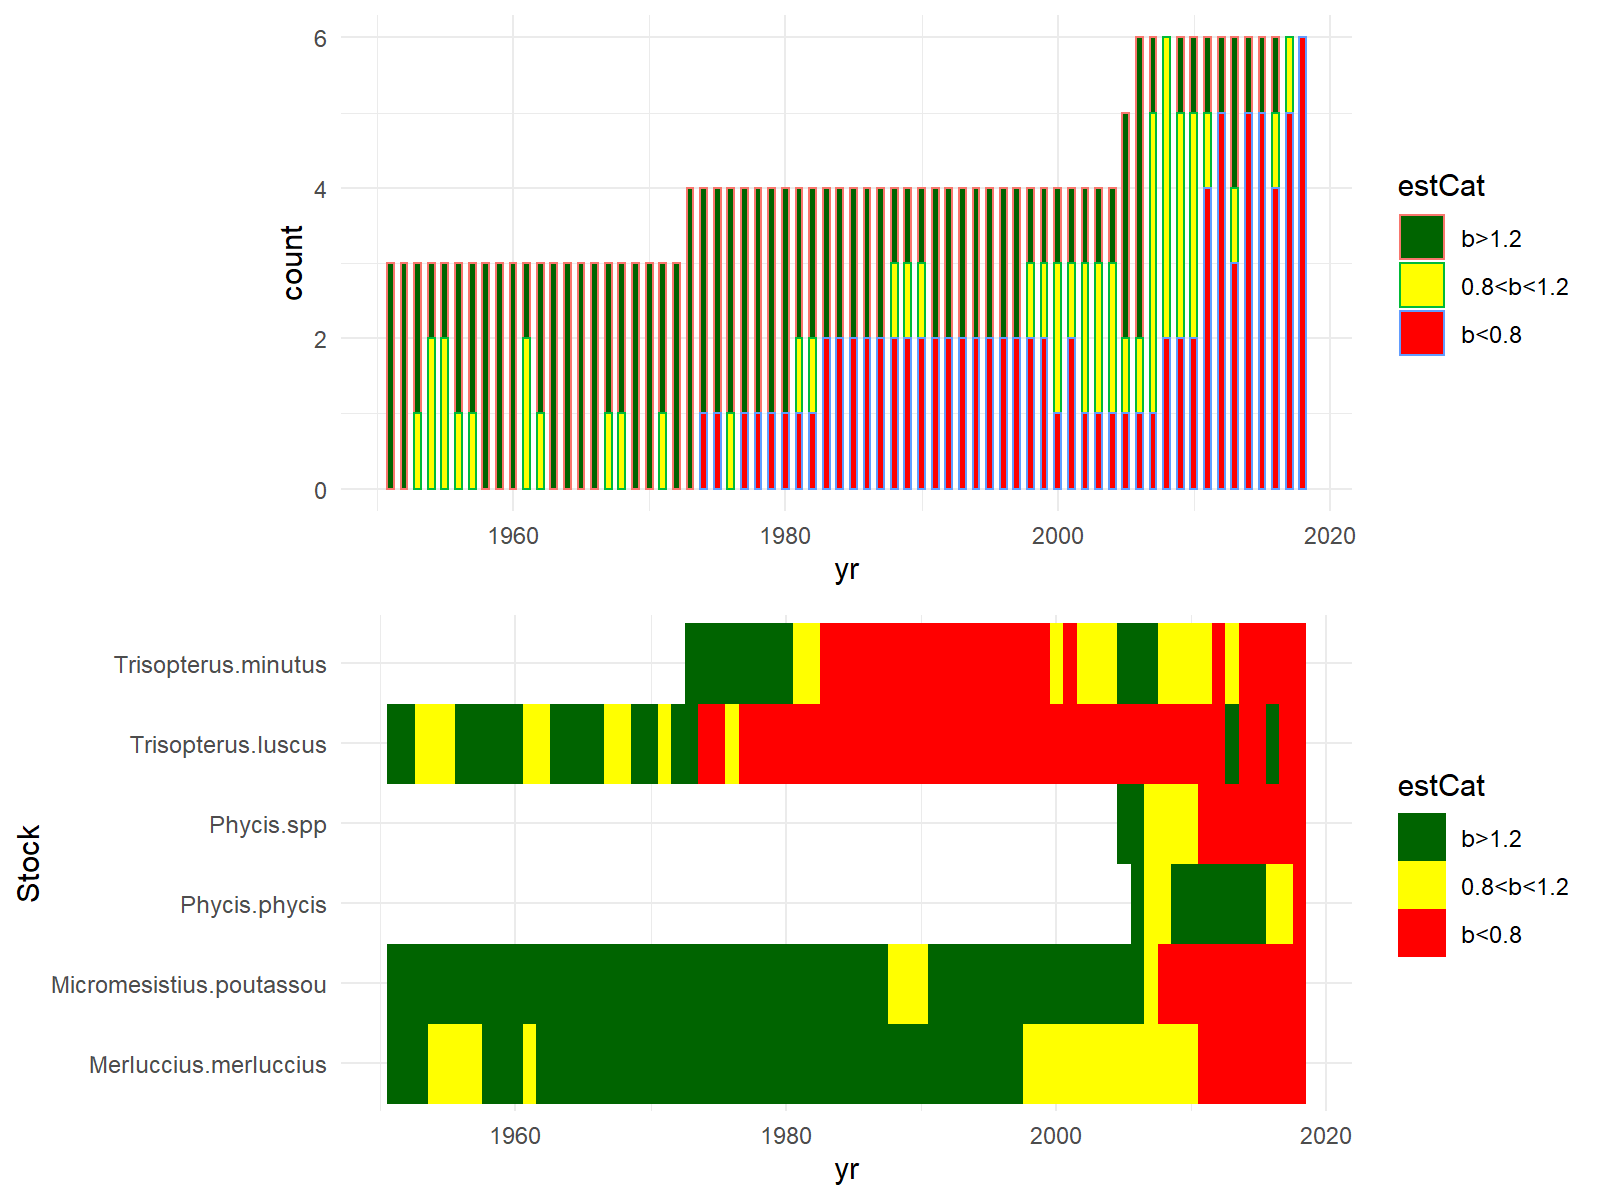 6
4
2
0
count
1960
1980
2000
2020
yr
estCat
b>1.2
0.8<b<1.2
b<0.8
Trisopterus.minutus
Trisopterus.luscus
Phycis.spp
Phycis.phycis
Micromesistius.poutassou
Merluccius.merluccius
Stock
1960
1980
2000
2020
yr
estCat
b>1.2
0.8<b<1.2
b<0.8